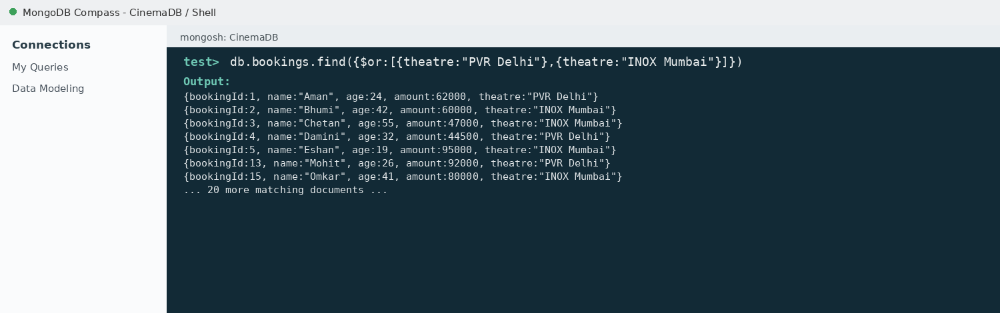 MongoDB Compass - CinemaDB / Shell
Connections
My Queries
Data Modeling
mongosh: CinemaDB
test> db.bookings.find({$or:[{theatre:"PVR Delhi"},{theatre:"INOX Mumbai"}]})
Output:
{bookingId:1, name:"Aman", age:24, amount:62000, theatre:"PVR Delhi"}
{bookingId:2, name:"Bhumi", age:42, amount:60000, theatre:"INOX Mumbai"}
{bookingId:3, name:"Chetan", age:55, amount:47000, theatre:"INOX Mumbai"}
{bookingId:4, name:"Damini", age:32, amount:44500, theatre:"PVR Delhi"}
{bookingId:5, name:"Eshan", age:19, amount:95000, theatre:"INOX Mumbai"}
{bookingId:13, name:"Mohit", age:26, amount:92000, theatre:"PVR Delhi"}
{bookingId:15, name:"Omkar", age:41, amount:80000, theatre:"INOX Mumbai"}
... 20 more matching documents ...